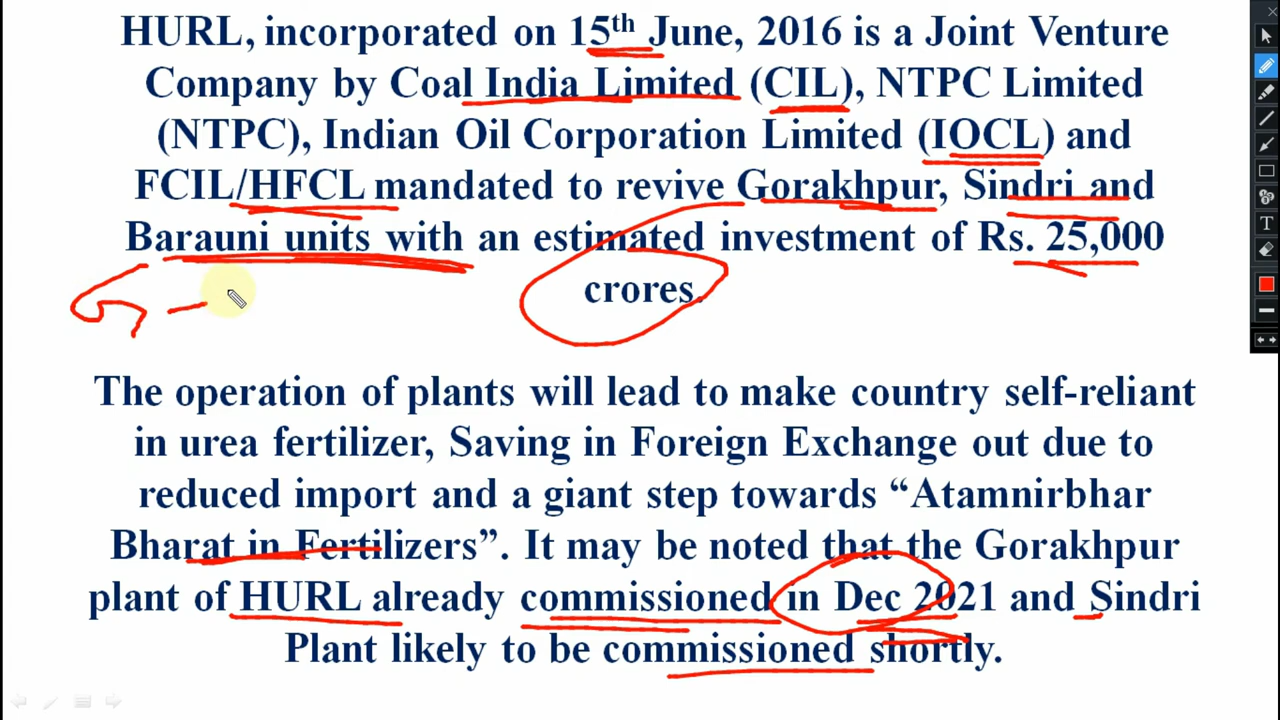 HURL, incorporated on 15th June, 2016 is a Joint Venture
Company by Coal India Limited (CIL), NTPC Limited
(NTPC), Indian Oil Corporation Limited (IOCL) and
FCIL/HFCL mandated to revive Gorakhpur, Sindri and
Barauni units with an estimated investment of Rs. 25,000
crores.
The operation of plants will lead to make country self-reliant
in urea fertilizer, Saving in Foreign Exchange out due to
reduced import and a giant step towards “Atamnirbhar
Bharat in Fertilizers”. It may be noted that the Gorakhpur
plant of HURL already commissioned in Dec 2021 and Sindri
Plant likely to be commissioned shortly.